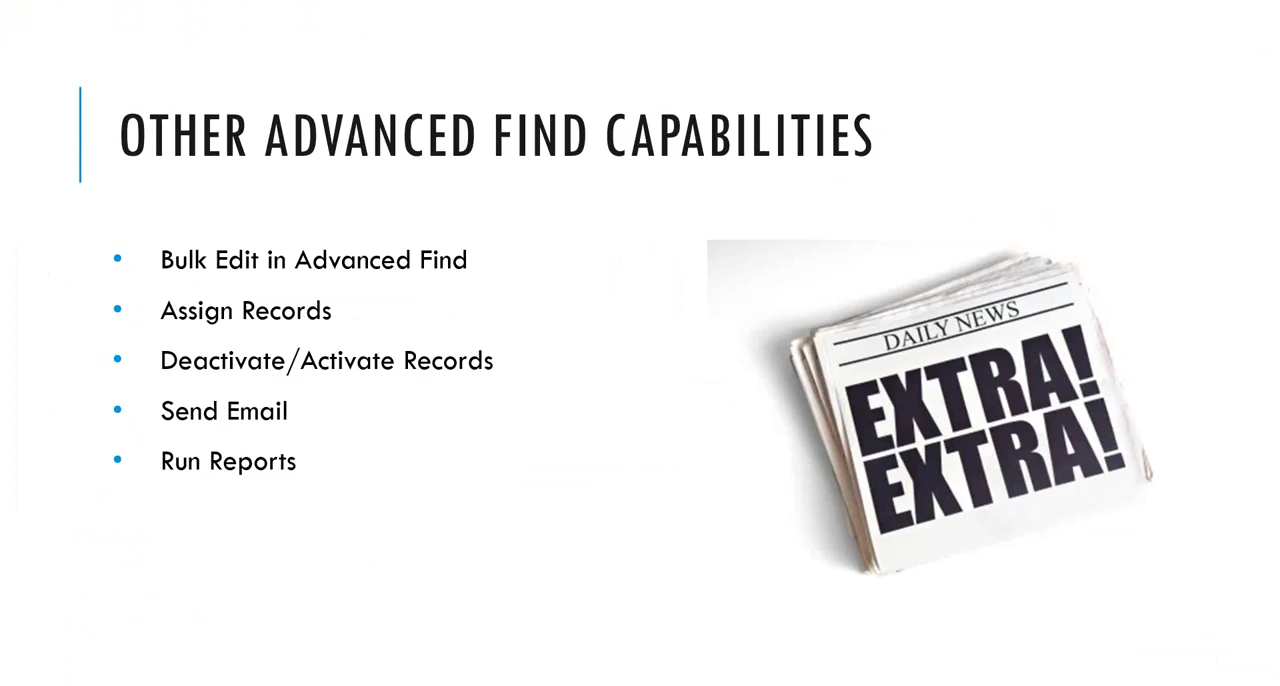 OTHER ADVANCED FIND CAPABILITIES
• Bulk Edit in Advanced Find
• Assign Records
• Deactivate/Activate Records
• Send Email
• Run Reports
DAILY NEWS
EXTRA!
EXTRA!